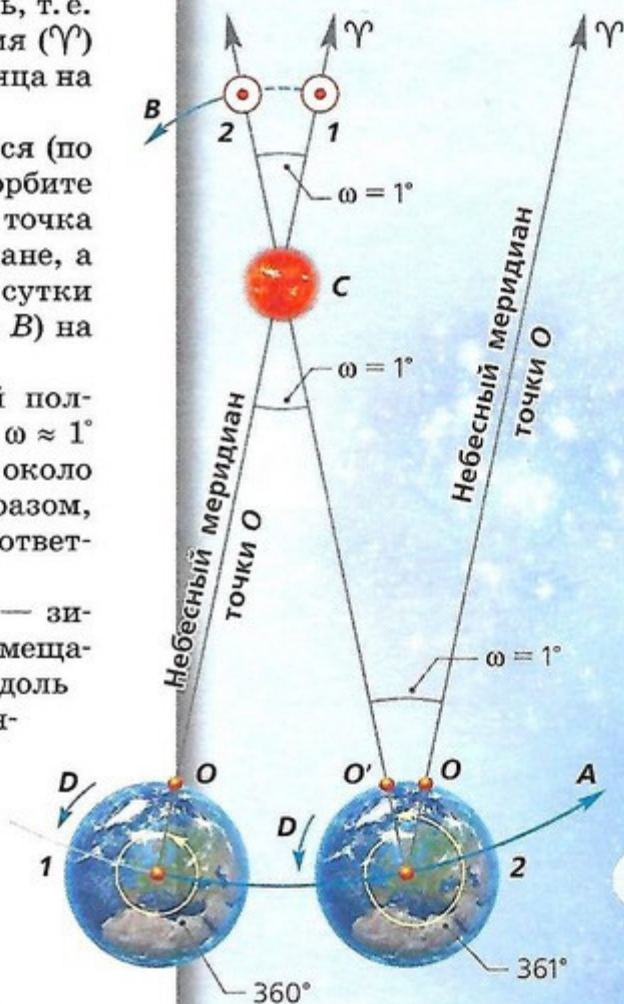 ь, т. е.
ия (♈)
нца на
ся (по
орбите
точка
ане, а
сутки
В) на
й пол-
ω ≈ 1°
около
разом,
ответ-
— зи-
меща-
доль
н-
♈
♈
B
2
1
ω = 1°
C
ω = 1°
Небесный меридиан
точки O
Небесный меридиан
точки O
ω = 1°
D
O
O'
O
A
D
1
2
360°
361°